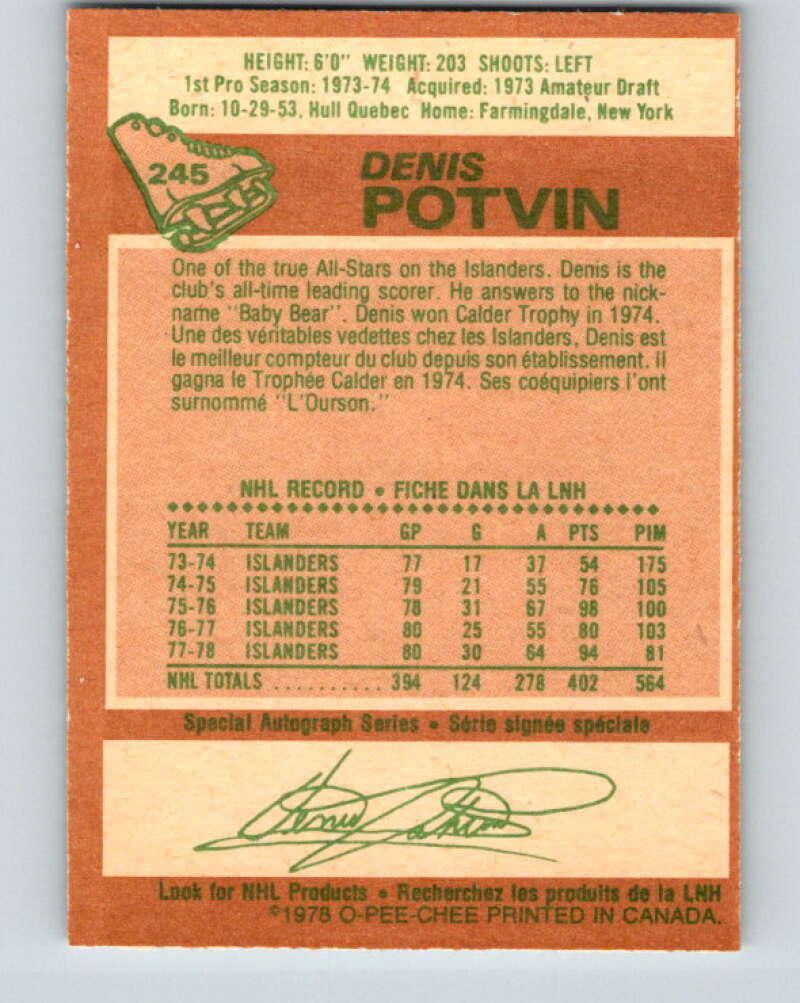 HEIGHT: 6'0" WEIGHT: 203 SHOOTS: LEFT
1st Pro Season: 1973-74 Acquired: 1973 Amateur Draft
Born: 10-29-53, Hull Quebec Home: Farmingdale, New York
245
DENIS
POTVIN
One of the true All-Stars on the Islanders. Denis is the
club's all-time leading scorer. He answers to the nick-
name "Baby Bear". Denis won Calder Trophy in 1974.
Une des véritables vedettes chez les Islanders, Denis est
le meilleur compteur du club depuis son établissement. Il
gagna le Trophée Calder en 1974. Ses coéquipiers l'ont
surnommé "L'Ourson."
NHL RECORD • FICHE DANS LA LNH
YEAR TEAM GP G A PTS PIM
73-74 ISLANDERS 77 17 37 54 175
74-75 ISLANDERS 79 21 55 76 105
75-76 ISLANDERS 78 31 67 98 100
76-77 ISLANDERS 80 25 55 80 103
77-78 ISLANDERS 80 30 64 94 81
NHL TOTALS .......... 394 124 278 402 564
Special Autograph Series • Série signée spéciale
Denis Potvin
Look for NHL Products • Recherchez les produits de la LNH
©1978 O-PEE-CHEE PRINTED IN CANADA.